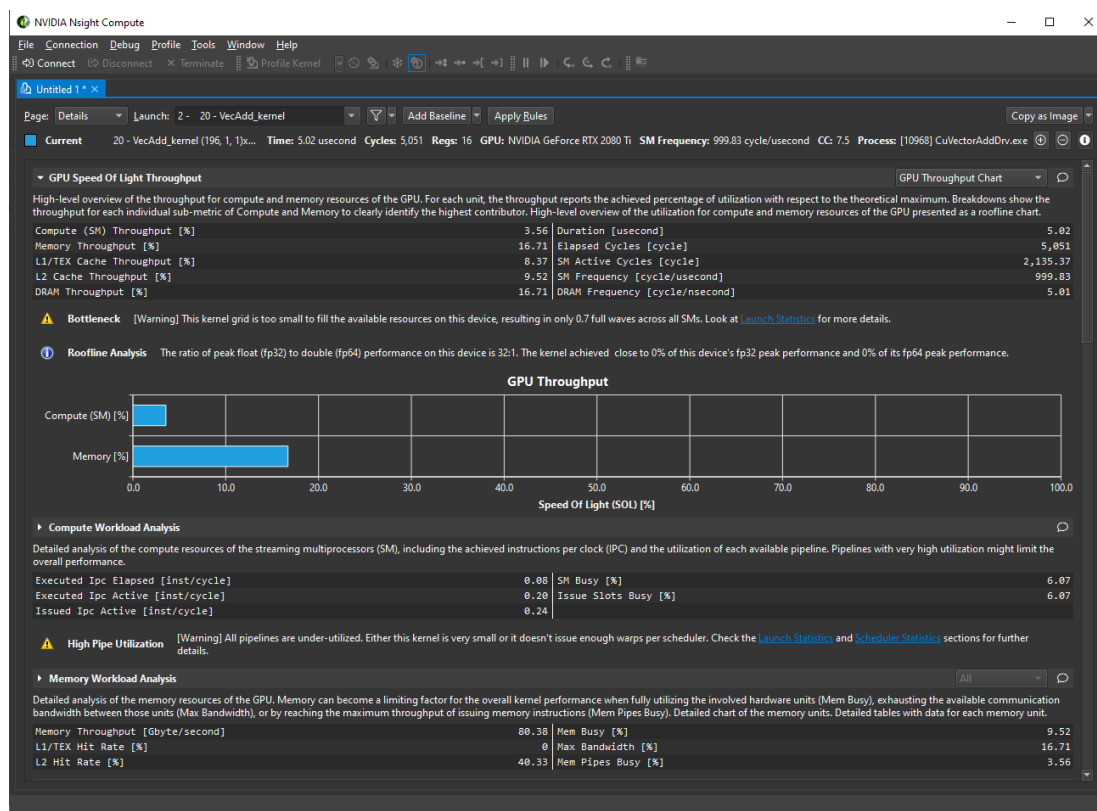 NVIDIA Nsight Compute
File Connection Debug Profile Tools Window Help
Connect Disconnect Terminate Profile Kernel
Untitled 1 *
Page: Details Launch: 2 - 20 - VecAdd_kernel Add Baseline Apply Rules Copy as Image
Current 20 - VecAdd_kernel (196, 1, 1)x... Time: 5.02 usecond Cycles: 5,051 Regs: 16 GPU: NVIDIA GeForce RTX 2080 Ti SM Frequency: 999.83 cycle/usecond CC: 7.5 Process: [10968] CuVectorAddDrv.exe
GPU Speed Of Light Throughput GPU Throughput Chart
High-level overview of the throughput for compute and memory resources of the GPU. For each unit, the throughput reports the achieved percentage of utilization with respect to the theoretical maximum. Breakdowns show the
throughput for each individual sub-metric of Compute and Memory to clearly identify the highest contributor. High-level overview of the utilization for compute and memory resources of the GPU presented as a roofline chart.
Compute (SM) Throughput [%] 3.56 Duration [usecond] 5.02
Memory Throughput [%] 16.71 Elapsed Cycles [cycle] 5,051
L1/TEX Cache Throughput [%] 8.37 SM Active Cycles [cycle] 2,135.37
L2 Cache Throughput [%] 9.52 SM Frequency [cycle/usecond] 999.83
DRAM Throughput [%] 16.71 DRAM Frequency [cycle/nsecond] 5.01
Bottleneck [Warning] This kernel grid is too small to fill the available resources on this device, resulting in only 0.7 full waves across all SMs. Look at Launch Statistics for more details.
Roofline Analysis The ratio of peak float (fp32) to double (fp64) performance on this device is 32:1. The kernel achieved close to 0% of this device's fp32 peak performance and 0% of its fp64 peak performance.
GPU Throughput
Compute (SM) [%]
Memory [%]
0.0 10.0 20.0 30.0 40.0 50.0 60.0 70.0 80.0 90.0 100.0
Speed Of Light (SOL) [%]
Compute Workload Analysis
Detailed analysis of the compute resources of the streaming multiprocessors (SM), including the achieved instructions per clock (IPC) and the utilization of each available pipeline. Pipelines with very high utilization might limit the
overall performance.
Executed Ipc Elapsed [inst/cycle] 0.08 SM Busy [%] 6.07
Executed Ipc Active [inst/cycle] 0.20 Issue Slots Busy [%] 6.07
Issued Ipc Active [inst/cycle] 0.24
High Pipe Utilization [Warning] All pipelines are under-utilized. Either this kernel is very small or it doesn't issue enough warps per scheduler. Check the Launch Statistics and Scheduler Statistics sections for further
details.
Memory Workload Analysis All
Detailed analysis of the memory resources of the GPU. Memory can become a limiting factor for the overall kernel performance when fully utilizing the involved hardware units (Mem Busy), exhausting the available communication
bandwidth between those units (Max Bandwidth), or by reaching the maximum throughput of issuing memory instructions (Mem Pipes Busy). Detailed chart of the memory units. Detailed tables with data for each memory unit.
Memory Throughput [Gbyte/second] 80.38 Mem Busy [%] 9.52
L1/TEX Hit Rate [%] 0 Max Bandwidth [%] 16.71
L2 Hit Rate [%] 40.33 Mem Pipes Busy [%] 3.56